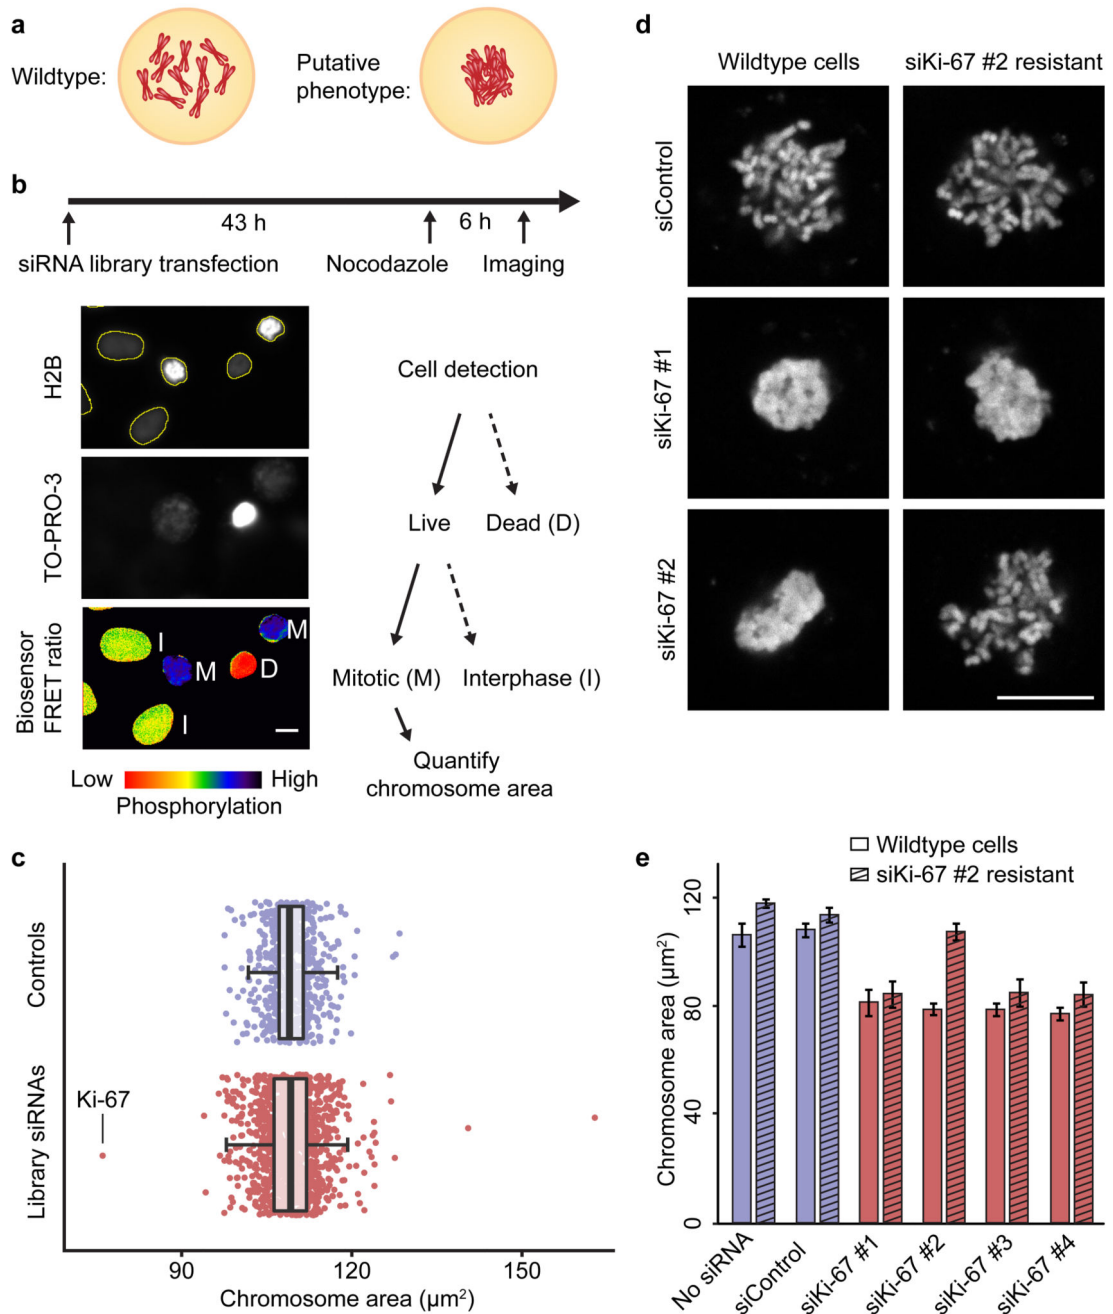 a
Wildtype:
Putative
phenotype:
b
43 h
6 h
siRNA library transfection
Nocodazole
Imaging
H2B
TO-PRO-3
Biosensor
FRET ratio
I
M
M
D
I
Low
High
Phosphorylation
Cell detection
Live
Dead (D)
Mitotic (M)
Interphase (I)
Quantify
chromosome area
c
Controls
Library siRNAs
Ki-67
90
120
150
Chromosome area (µm²)
d
Wildtype cells
siKi-67 #2 resistant
siControl
siKi-67 #1
siKi-67 #2
e
Wildtype cells
siKi-67 #2 resistant
Chromosome area (µm²)
120
80
40
0
No siRNA
siControl
siKi-67 #1
siKi-67 #2
siKi-67 #3
siKi-67 #4